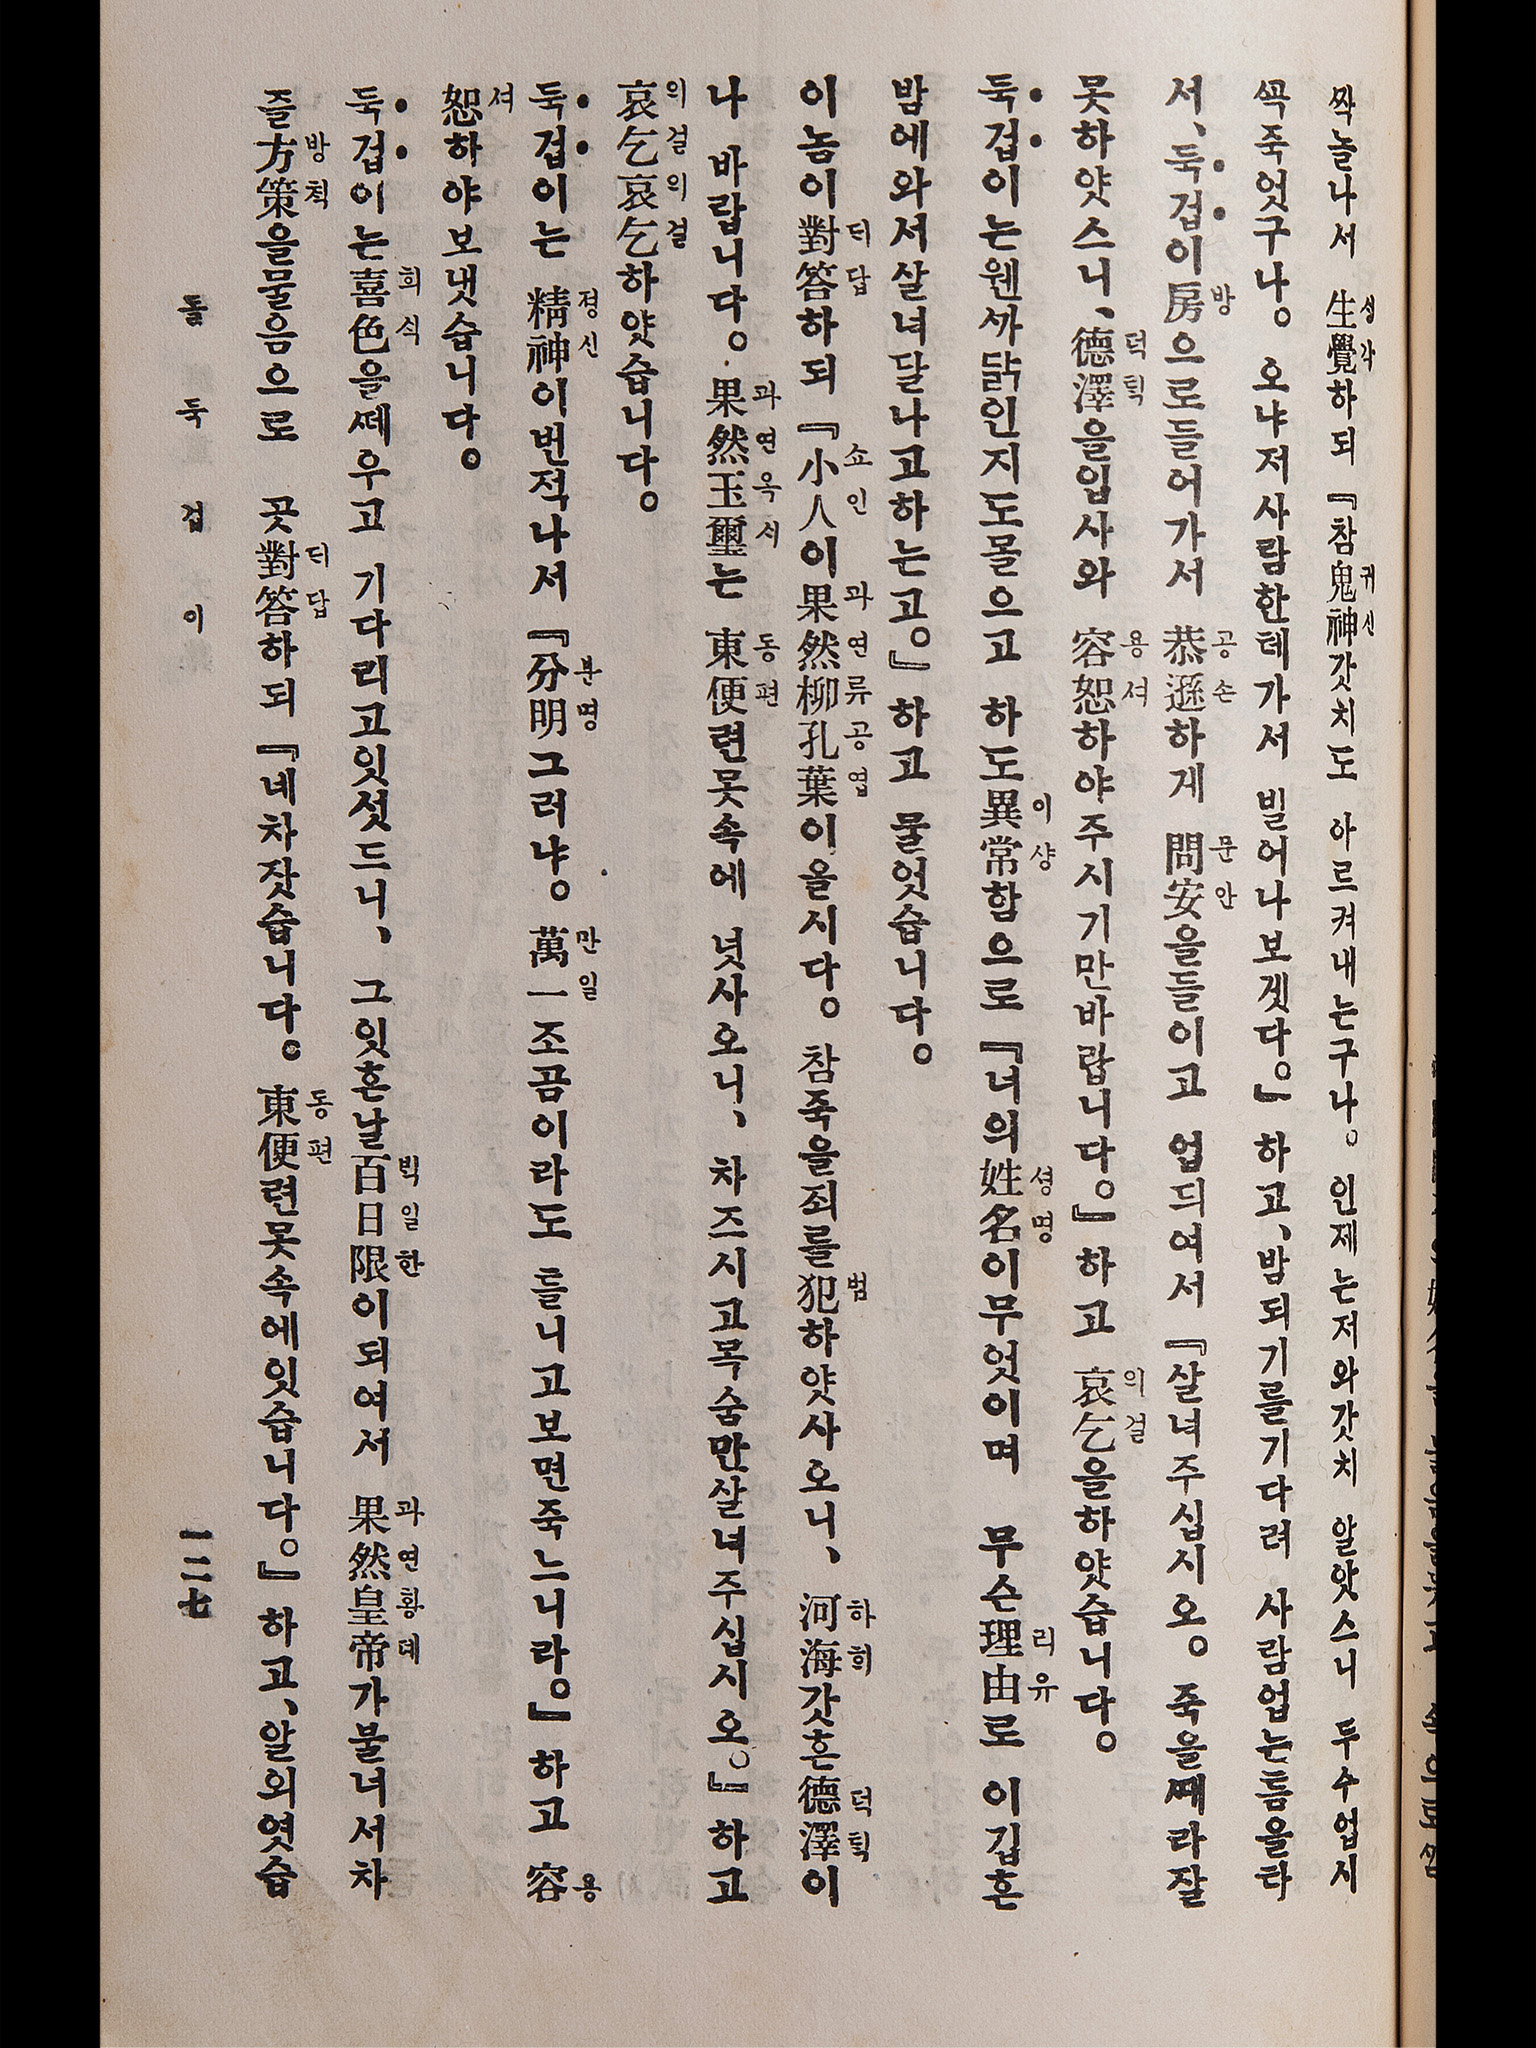 싹놀나서 生覺하되 『참鬼神갓치도 아르켜내는구나。 인제는저와갓치 알앗스니 두수업시
꼭죽엇구나。 오냐저사람한테가서 빌어나보겟다。』 하고、밤되기를기다려 사람업는틈을타
서、둑겁이房으로들어가서 恭遜하게 問安을들이고 업듸여서 『살녀주십시오。 죽을째라잘
못하얏스니、德澤을입사와 容恕하야주시기만바랍니다。』 하고 哀乞을하얏습니다。
둑겁이는웬까닭인지도몰으고 하도異常함으로 『너의姓名이무엇이며 무슨理由로 이깁흔
밤에와서살녀달나고하는고。』 하고 물엇습니다。
이놈이對答하되 『小人이果然柳孔葉이올시다。 참죽을죄를犯하얏사오니、 河海갓흔德澤이
나 바랍니다。 果然玉璽는 東便련못속에 넛사오니、 차즈시고목숨만살녀주십시오。』 하고
哀乞哀乞하얏습니다。
둑겁이는 精神이번적나서 『分明그러냐。 萬一조곰이라도 들니고보면죽느니라。』 하고 容
恕하야보냇습니다。
둑겁이는喜色을쎄우고 기다리고잇섯드니、 그잇흔날百日限이되여서 果然皇帝가불녀서차
즐方策을물음으로 곳對答하되 『네차잣습니다。 東便련못속에잇습니다。』 하고、알외엿습
돌둑겁이
一二七